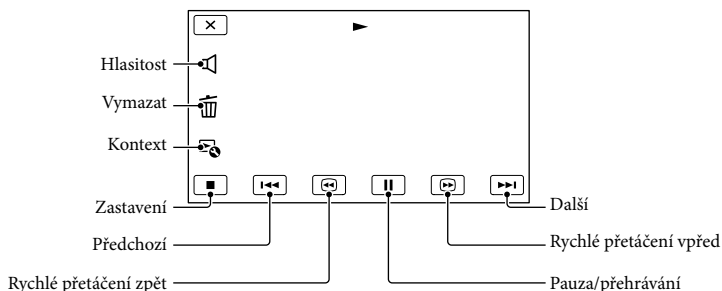 Hlasitost
Vymazat
Kontext
Zastavení
Předchozí
Rychlé přetáčení zpět
Další
Rychlé přetáčení vpřed
Pauza/přehrávání